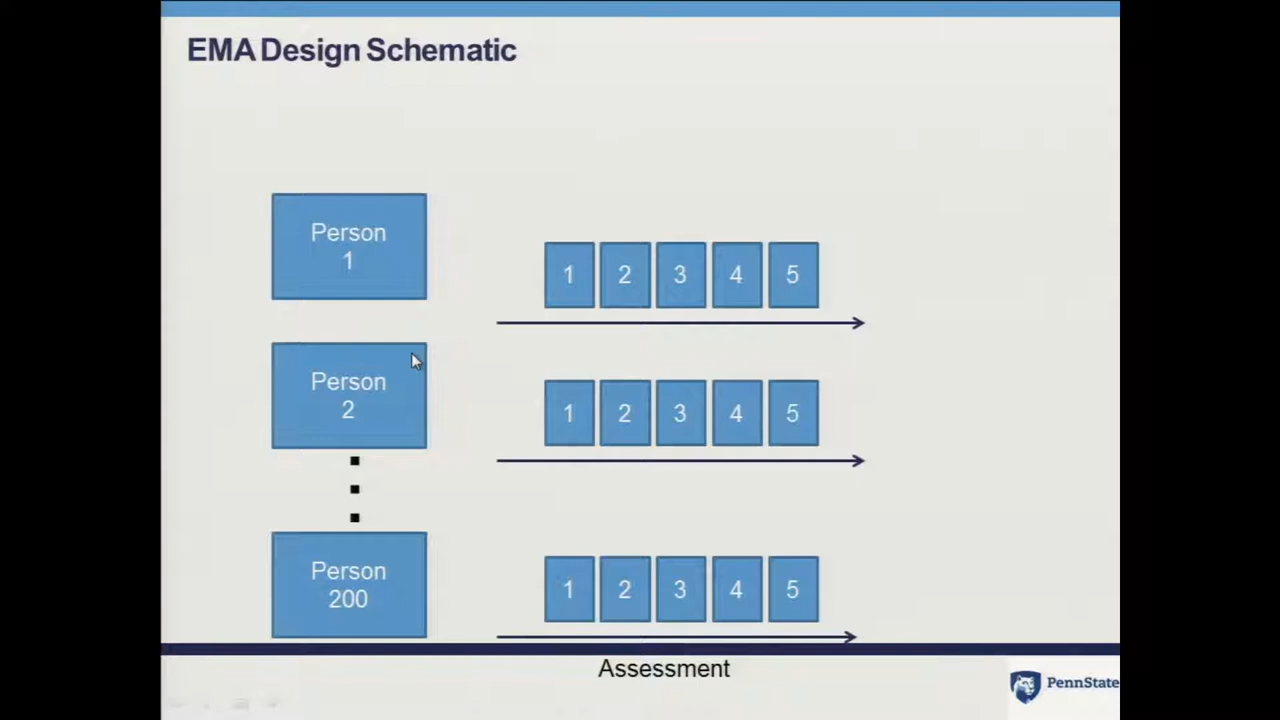 EMA Design Schematic
Person
1
1 2 3 4 5
Person
2
1 2 3 4 5
Person
200
1 2 3 4 5
Assessment
PennState